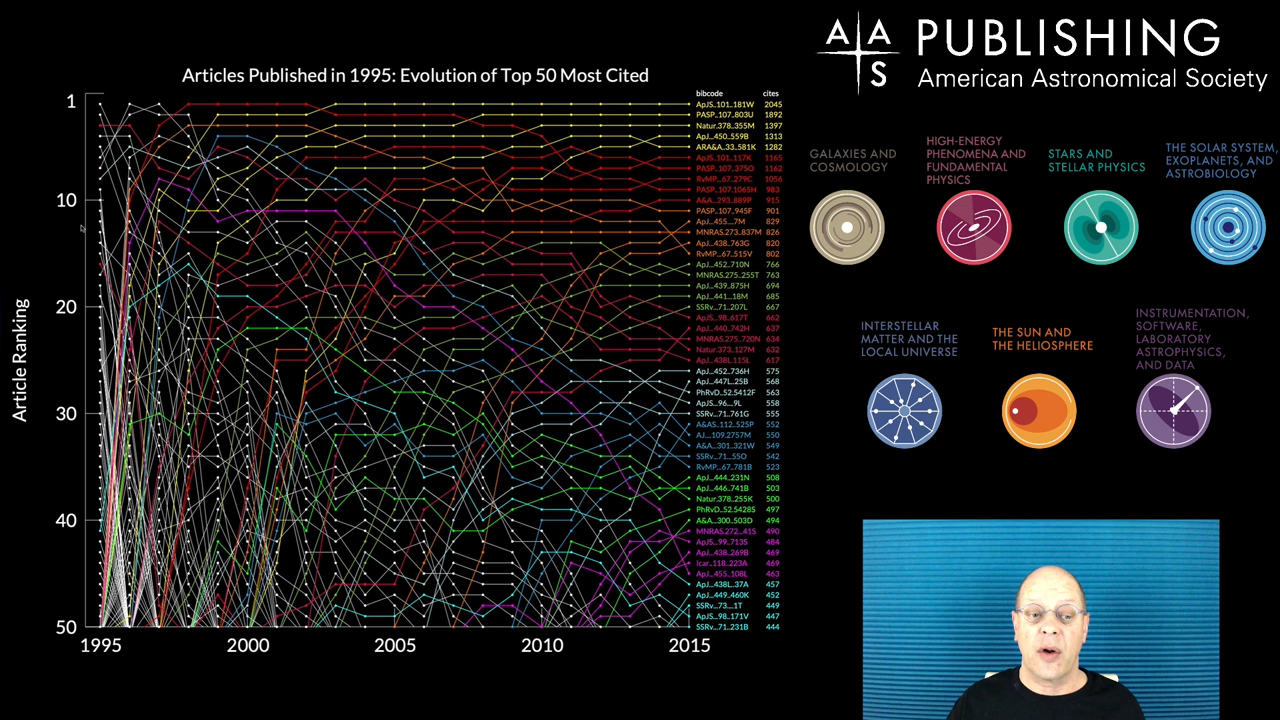 Articles Published in 1995: Evolution of Top 50 Most Cited
Article Ranking
1
10
20
30
40
50
1995
2000
2005
2010
2015
bibcode cites
ApJS.101..181W 2045
PASP..107..803U 1892
Natur.378..355M 1397
ApJ...450..559B 1313
ARA&A..33..581K 1282
ApJS.101..117K 1165
PASP..107..375O 1162
RvMP...67..279C 1056
PASP..107.1065H 983
A&A...293..889P 915
PASP..107..945F 901
ApJ...455....7M 829
MNRAS.273..837M 826
ApJ...438..763G 820
RvMP...67..515V 802
ApJ...452..710N 766
MNRAS.275..255T 763
ApJ...439..875H 694
ApJ...441...18M 685
SSRv...71..207L 667
ApJS...98..617T 662
ApJ...440..742H 637
MNRAS.275..720N 634
Natur.373..127M 632
ApJ...438L.115L 617
ApJ...452..736H 575
ApJ...447L..25B 568
PhRvD..52.5412F 563
ApJS...96....9L 558
SSRv...71..761G 555
A&AS..112..525P 552
AJ....109.2757M 550
A&A...301..321W 549
SSRv...71...55O 542
RvMP...67..781B 523
ApJ...444..231N 508
ApJ...446..741B 503
Natur.378..255K 500
PhRvD..52.5428S 497
A&A...300..503D 494
MNRAS.272...41S 490
ApJS...99..713S 484
ApJ...438..269B 469
Icar..118..223A 469
ApJ...455..108L 463
ApJ...438L..37A 457
ApJ...449..460K 452
SSRv...73....1T 449
ApJS...98..171V 447
SSRv...71..231B 444
AAS
PUBLISHING
American Astronomical Society
GALAXIES AND
COSMOLOGY
HIGH-ENERGY
PHENOMENA AND
FUNDAMENTAL
PHYSICS
STARS AND
STELLAR PHYSICS
THE SOLAR SYSTEM,
EXOPLANETS, AND
ASTROBIOLOGY
INTERSTELLAR
MATTER AND THE
LOCAL UNIVERSE
THE SUN AND
THE HELIOSPHERE
INSTRUMENTATION,
SOFTWARE,
LABORATORY
ASTROPHYSICS,
AND DATA